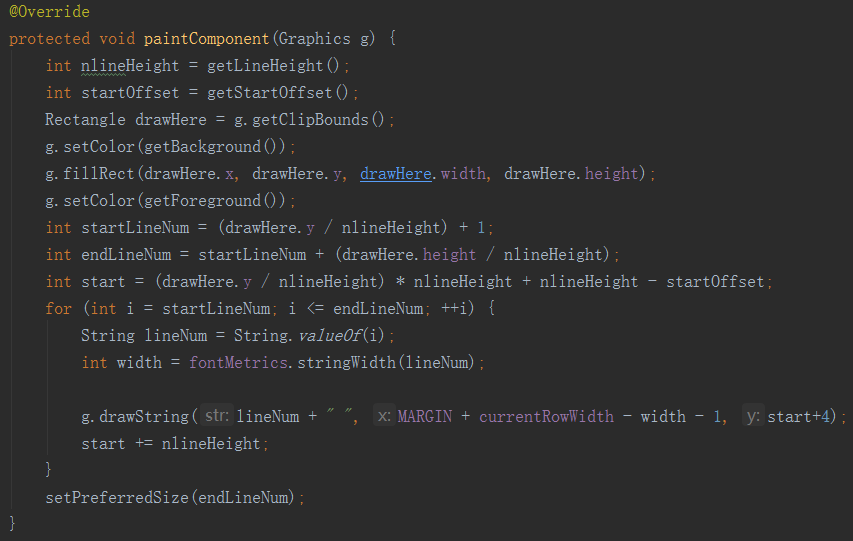 @Override
protected void paintComponent(Graphics g) {
    int nlineHeight = getLineHeight();
    int startOffset = getStartOffset();
    Rectangle drawHere = g.getClipBounds();
    g.setColor(getBackground());
    g.fillRect(drawHere.x, drawHere.y, drawHere.width, drawHere.height);
    g.setColor(getForeground());
    int startLineNum = (drawHere.y / nlineHeight) + 1;
    int endLineNum = startLineNum + (drawHere.height / nlineHeight);
    int start = (drawHere.y / nlineHeight) * nlineHeight + nlineHeight - startOffset;
    for (int i = startLineNum; i <= endLineNum; ++i) {
        String lineNum = String.valueOf(i);
        int width = fontMetrics.stringWidth(lineNum);

        g.drawString( str: lineNum + " ", x: MARGIN + currentRowWidth - width - 1, y: start+4);
        start += nlineHeight;
    }
    setPreferredSize(endLineNum);
}